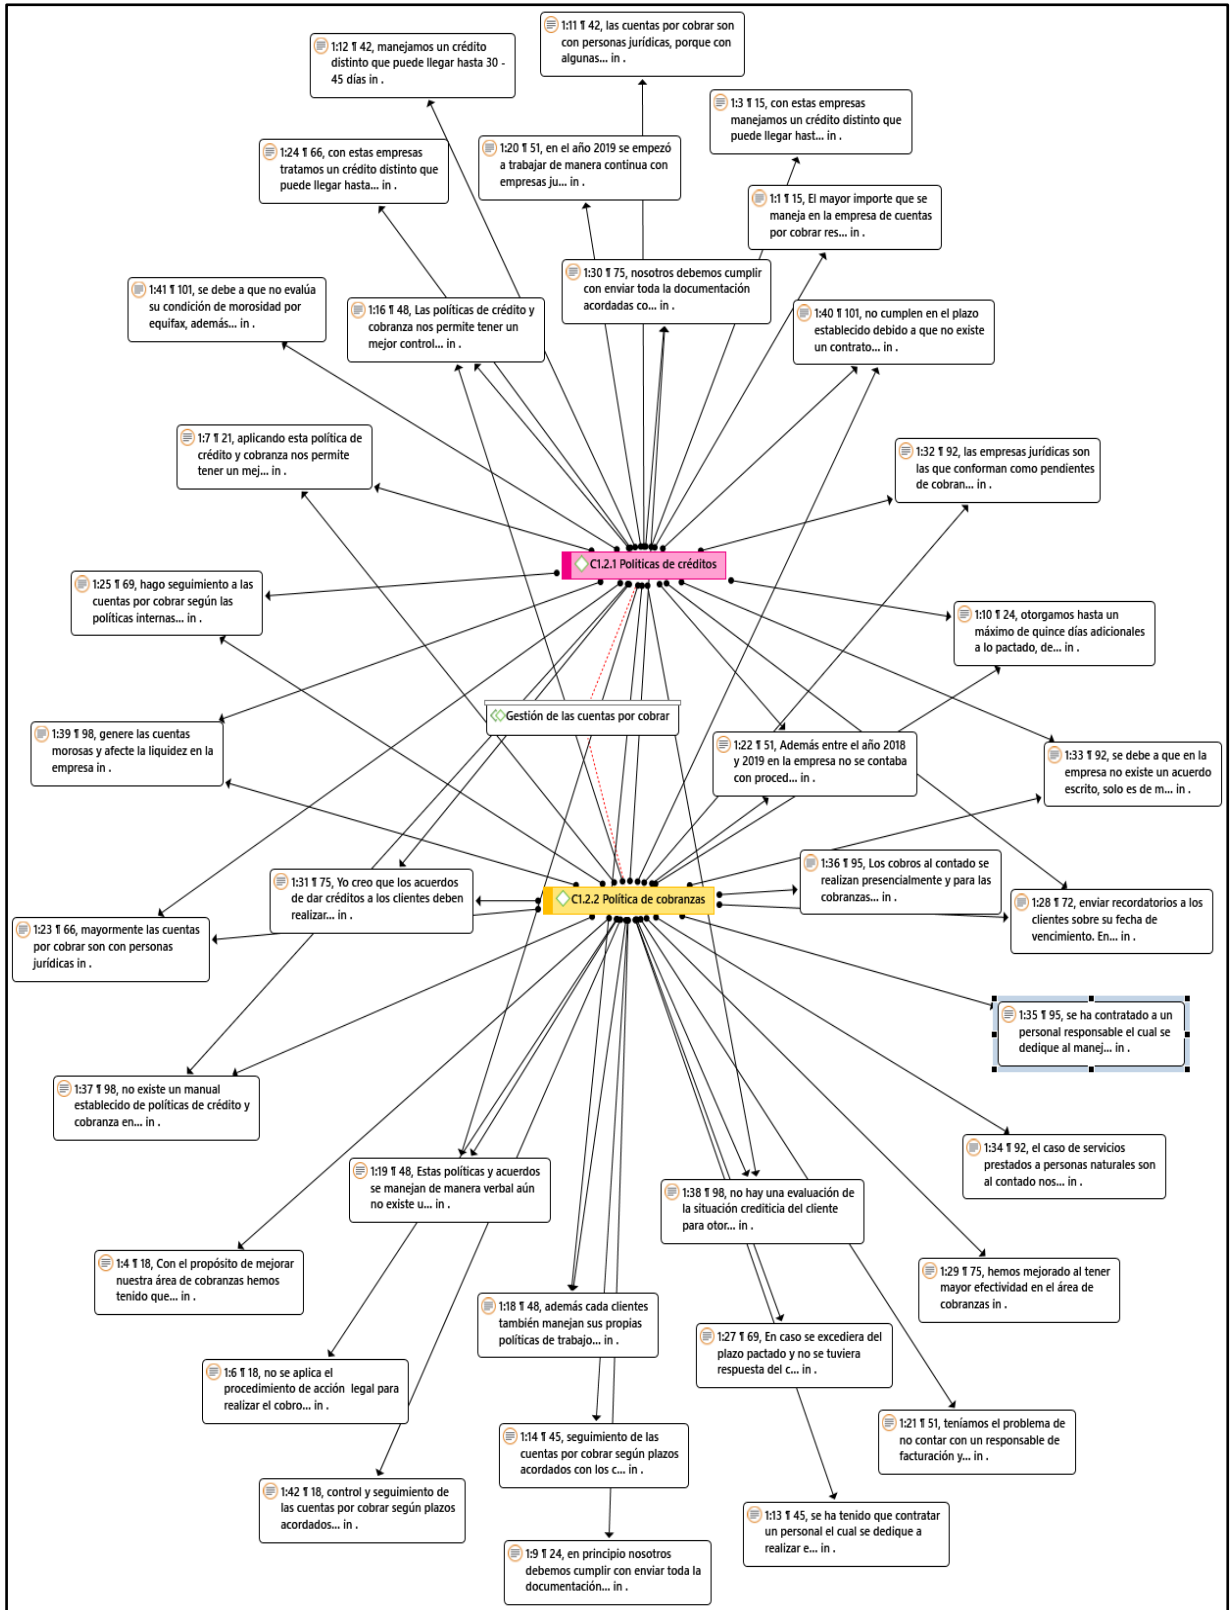 1:11 ¶ 42, las cuentas por cobrar son
con personas jurídicas, porque con
algunas... in .
1:12 ¶ 42, manejamos un crédito
distinto que puede llegar hasta 30 -
45 días in .
1:3 ¶ 15, con estas empresas
manejamos un crédito distinto que
puede llegar hast... in .
1:24 ¶ 66, con estas empresas
tratamos un crédito distinto que
puede llegar hasta... in .
1:20 ¶ 51, en el año 2019 se empezó
a trabajar de manera continua con
empresas ju... in .
1:1 ¶ 15, El mayor importe que se
maneja en la empresa de cuentas
por cobrar res... in .
1:30 ¶ 75, nosotros debemos cumplir
con enviar toda la documentación
acordadas co... in .
1:41 ¶ 101, se debe a que no evalúa
su condición de morosidad por
equifax, además... in .
1:16 ¶ 48, Las políticas de crédito y
cobranza nos permite tener un
mejor control... in .
1:40 ¶ 101, no cumplen en el plazo
establecido debido a que no existe
un contrato... in .
1:7 ¶ 21, aplicando esta política de
crédito y cobranza nos permite
tener un mej... in .
1:32 ¶ 92, las empresas jurídicas son
las que conforman como pendientes
de cobran... in .
C1.2.1 Politicas de créditos
1:25 ¶ 69, hago seguimiento a las
cuentas por cobrar según las
políticas internas... in .
1:10 ¶ 24, otorgamos hasta un
máximo de quince días adicionales
a lo pactado, de... in .
Gestión de las cuentas por cobrar
1:39 ¶ 98, genere las cuentas
morosas y afecte la liquidez en la
empresa in .
1:22 ¶ 51, Además entre el año 2018
y 2019 en la empresa no se contaba
con proced... in .
1:33 ¶ 92, se debe a que en la
empresa no existe un acuerdo
escrito, solo es de m... in .
1:31 ¶ 75, Yo creo que los acuerdos
de dar créditos a los clientes deben
realizar... in .
C1.2.2 Política de cobranzas
1:36 ¶ 95, Los cobros al contado se
realizan presencialmente y para las
cobranzas... in .
1:28 ¶ 72, enviar recordatorios a los
clientes sobre su fecha de
vencimiento. En... in .
1:23 ¶ 66, mayormente las cuentas
por cobrar son con personas
jurídicas in .
1:35 ¶ 95, se ha contratado a un
personal responsable el cual se
dedique al manej... in .
1:37 ¶ 98, no existe un manual
establecido de políticas de crédito y
cobranza en... in .
1:34 ¶ 92, el caso de servicios
prestados a personas naturales son
al contado nos... in .
1:19 ¶ 48, Estas políticas y acuerdos
se manejan de manera verbal aún
no existe u... in .
1:38 ¶ 98, no hay una evaluación de
la situación crediticia del cliente
para otor... in .
1:4 ¶ 18, Con el propósito de mejorar
nuestra área de cobranzas hemos
tenido que... in .
1:29 ¶ 75, hemos mejorado al tener
mayor efectividad en el área de
cobranzas in .
1:18 ¶ 48, además cada clientes
también manejan sus propias
políticas de trabajo... in .
1:27 ¶ 69, En caso se excediera del
plazo pactado y no se tuviera
respuesta del c... in .
1:6 ¶ 18, no se aplica el
procedimiento de acción legal para
realizar el cobro... in .
1:21 ¶ 51, teníamos el problema de
no contar con un responsable de
facturación y... in .
1:14 ¶ 45, seguimiento de las
cuentas por cobrar según plazos
acordados con los c... in .
1:42 ¶ 18, control y seguimiento de
las cuentas por cobrar según plazos
acordados... in .
1:13 ¶ 45, se ha tenido que contratar
un personal el cual se dedique a
realizar e... in .
1:9 ¶ 24, en principio nosotros
debemos cumplir con enviar toda la
documentación... in .